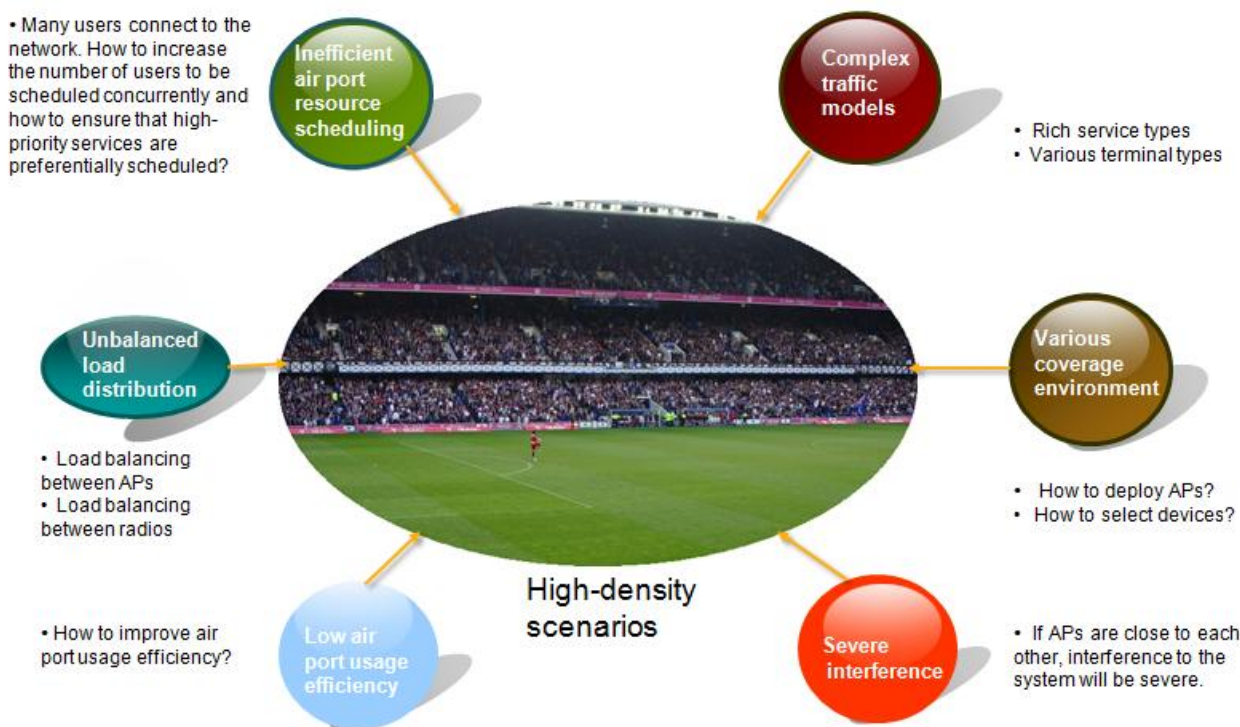 • Many users connect to the
network. How to increase
the number of users to be
scheduled concurrently and
how to ensure that high-
priority services are
preferentially scheduled?
Inefficient
air port
resource
scheduling
Complex
traffic
models
• Rich service types
• Various terminal types
Unbalanced
load
distribution
• Load balancing
between APs
• Load balancing
between radios
Various
coverage
environment
• How to deploy APs?
• How to select devices?
High-density
scenarios
• How to improve air
port usage efficiency?
Low air
port usage
efficiency
Severe
interference
• If APs are close to each
other, interference to the
system will be severe.